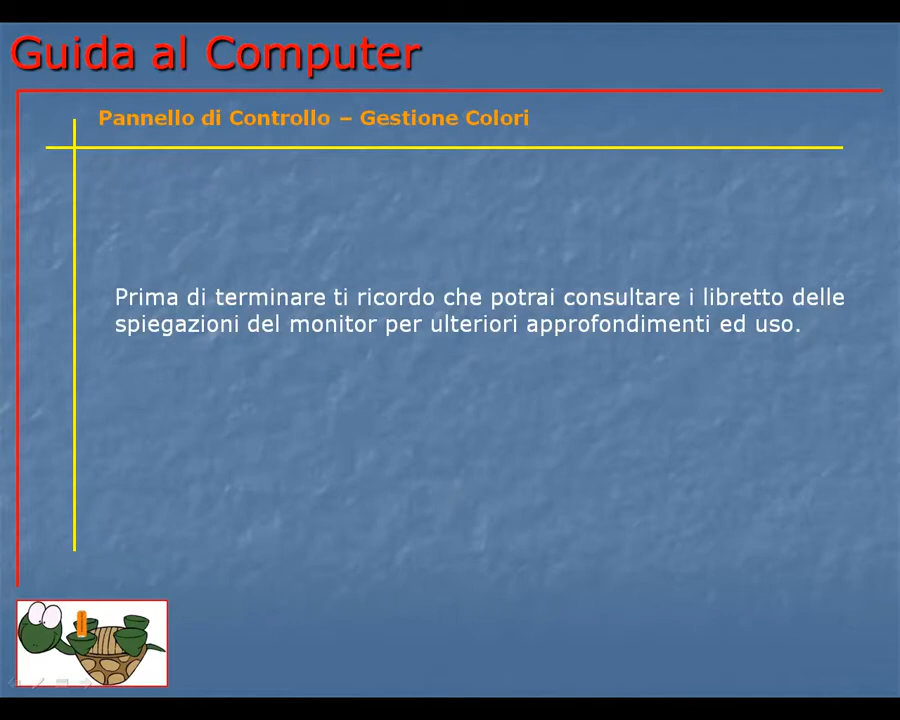 Guida al Computer
Pannello di Controllo – Gestione Colori
Prima di terminare ti ricordo che potrai consultare i libretto delle
spiegazioni del monitor per ulteriori approfondimenti ed uso.